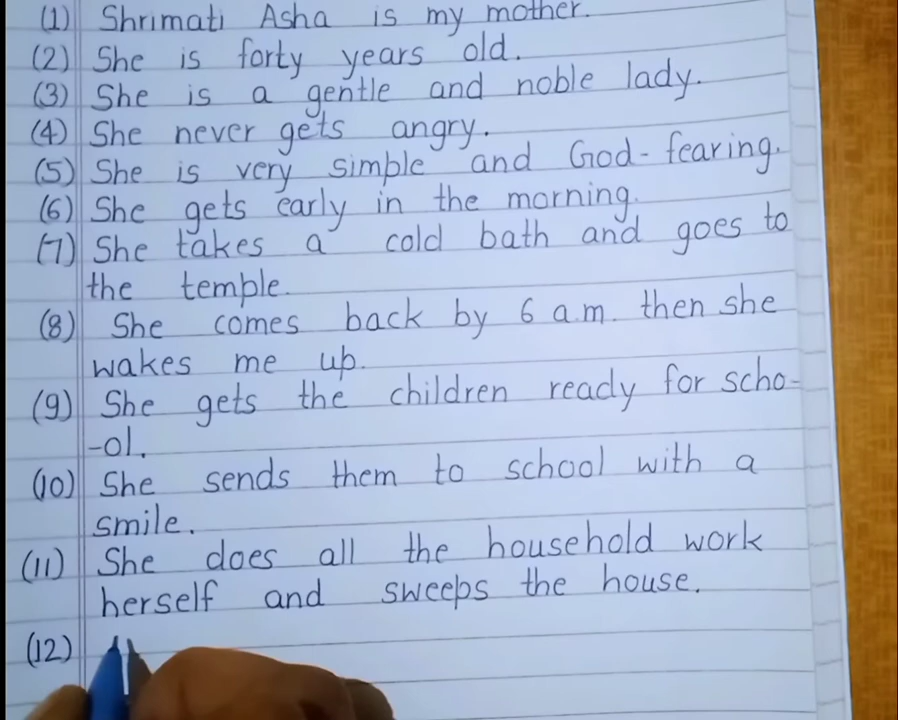 (1) Shrimati Asha is my mother.
(2) She is forty years old.
(3) She is a gentle and noble lady.
(4) She never gets angry.
(5) She is very simple and God-fearing.
(6) She gets early in the morning.
(7) She takes a cold bath and goes to
the temple.
(8) She comes back by 6 a.m. then she
wakes me up.
(9) She gets the children ready for scho-
-ol.
(10) She sends them to school with a
smile.
(11) She does all the household work
herself and sweeps the house.
(12)